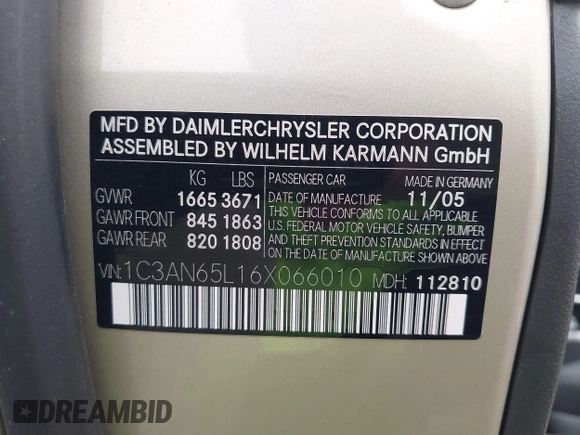 MFD BY DAIMLERCHRYSLER CORPORATION
ASSEMBLED BY WILHELM KARMANN GmbH
KG LBS
GVWR 1665 3671
GAWR FRONT 845 1863
GAWR REAR 820 1808
PASSENGER CAR MADE IN GERMANY
DATE OF MANUFACTURE 11/05
THIS VEHICLE CONFORMS TO ALL APPLICABLE
U.S. FEDERAL MOTOR VEHICLE SAFETY, BUMPER
AND THEFT PREVENTION STANDARDS IN EFFECT
ON THE DATE OF MANUFACTURE SHOWN ABOVE.
VIN:1C3AN65L16X066010 MDH: 112810
DREAMBID